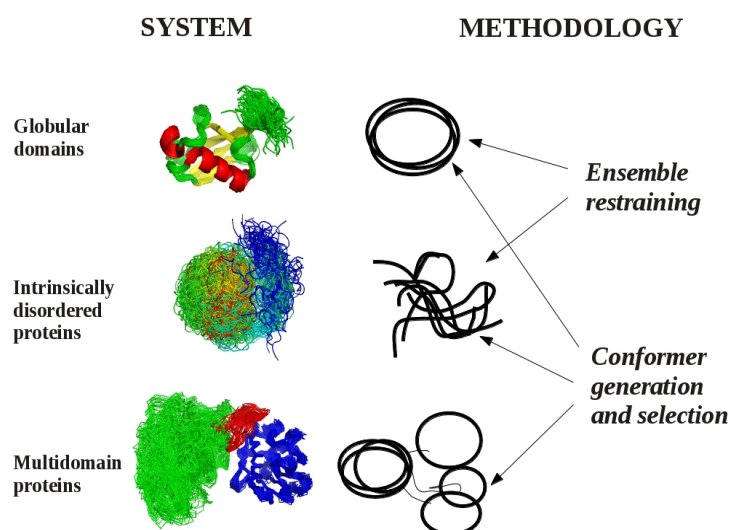 SYSTEM
METHODOLOGY
Globular
domains
Ensemble
restraining
Intrinsically
disordered
proteins
Conformer
generation
and selection
Multidomain
proteins